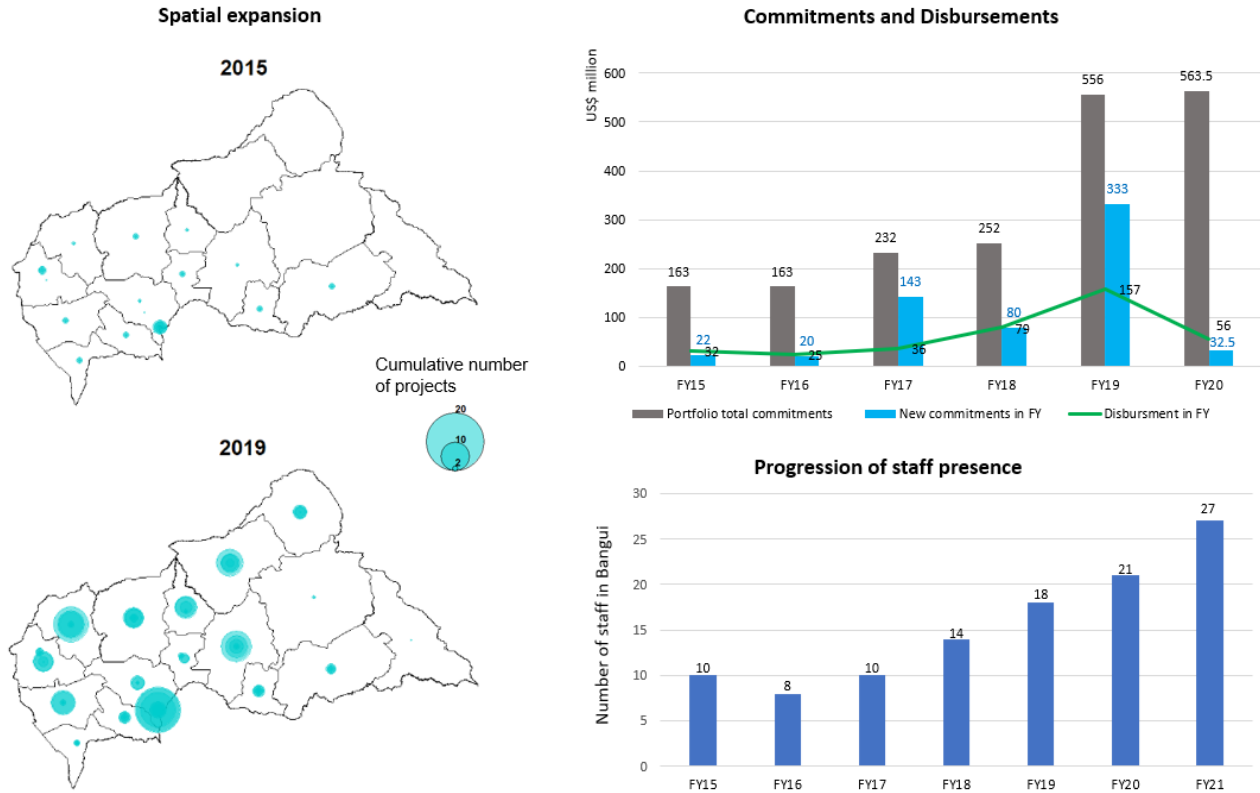 Spatial expansion
2015
Cumulative number
of projects
20
10
2
2019
Commitments and Disbursements
US$ million
600
500
400
300
200
100
0
163
22
32
163
20
25
232
143
36
252
80
79
556
333
157
563.5
56
32.5
FY15
FY16
FY17
FY18
FY19
FY20
Portfolio total commitments
New commitments in FY
Disbursment in FY
Progression of staff presence
Number of staff in Bangui
30
25
20
15
10
5
0
10
8
10
14
18
21
27
FY15
FY16
FY17
FY18
FY19
FY20
FY21